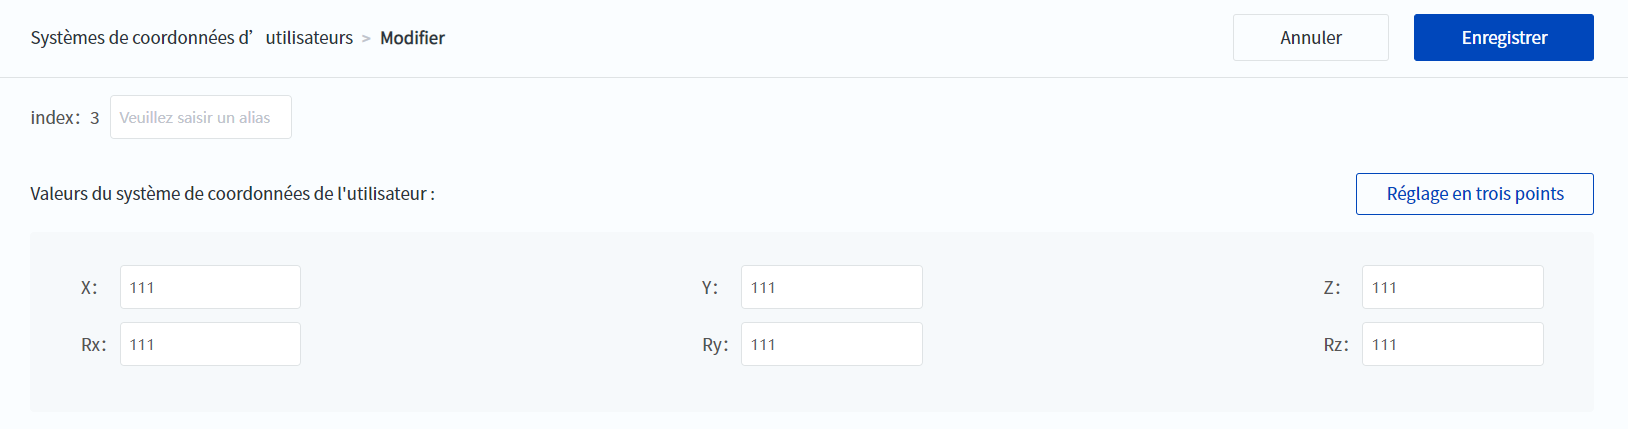 Systèmes de coordonnées d’ utilisateurs > Modifier
Annuler
Enregistrer
index： 3
Veuillez saisir un alias
Valeurs du système de coordonnées de l'utilisateur :
Réglage en trois points
X： 111
Y： 111
Z： 111
Rx： 111
Ry： 111
Rz： 111